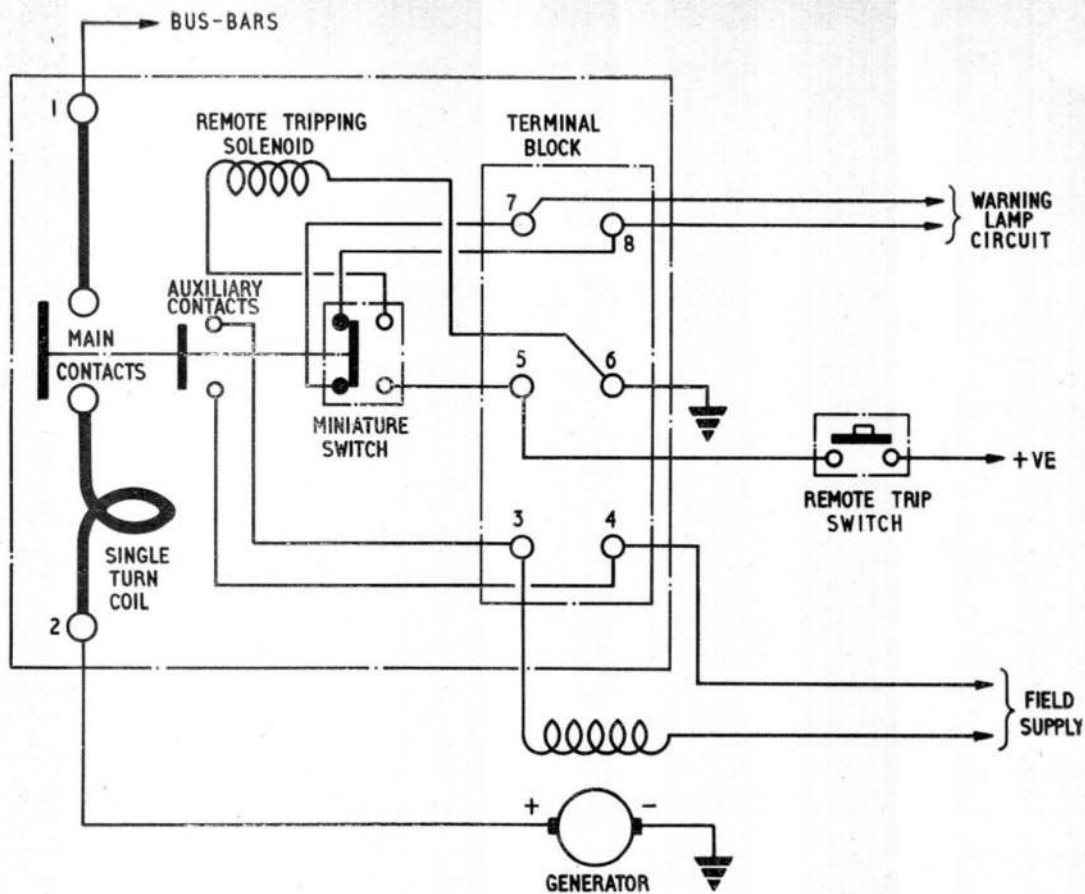 BUS-BARS
1
REMOTE TRIPPING
SOLENOID
TERMINAL
BLOCK
7
8
WARNING
LAMP
CIRCUIT
AUXILIARY
CONTACTS
MAIN
CONTACTS
5
6
MINIATURE
SWITCH
+VE
REMOTE TRIP
SWITCH
3
4
SINGLE
TURN
COIL
2
FIELD
SUPPLY
+
-
GENERATOR